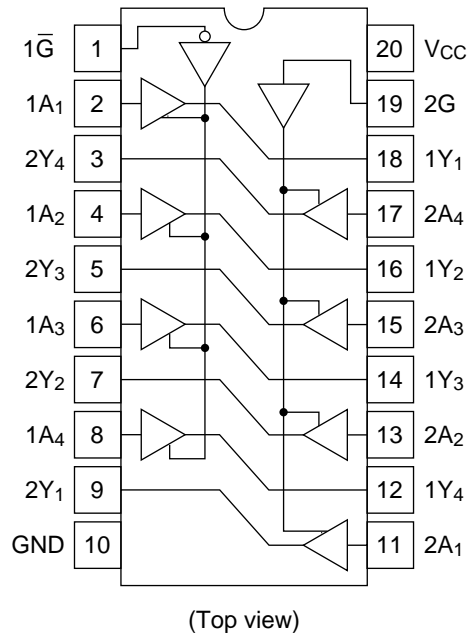 1G̅ 1 20 VCC
1A1 2 19 2G
2Y4 3 18 1Y1
1A2 4 17 2A4
2Y3 5 16 1Y2
1A3 6 15 2A3
2Y2 7 14 1Y3
1A4 8 13 2A2
2Y1 9 12 1Y4
GND 10 11 2A1
(Top view)